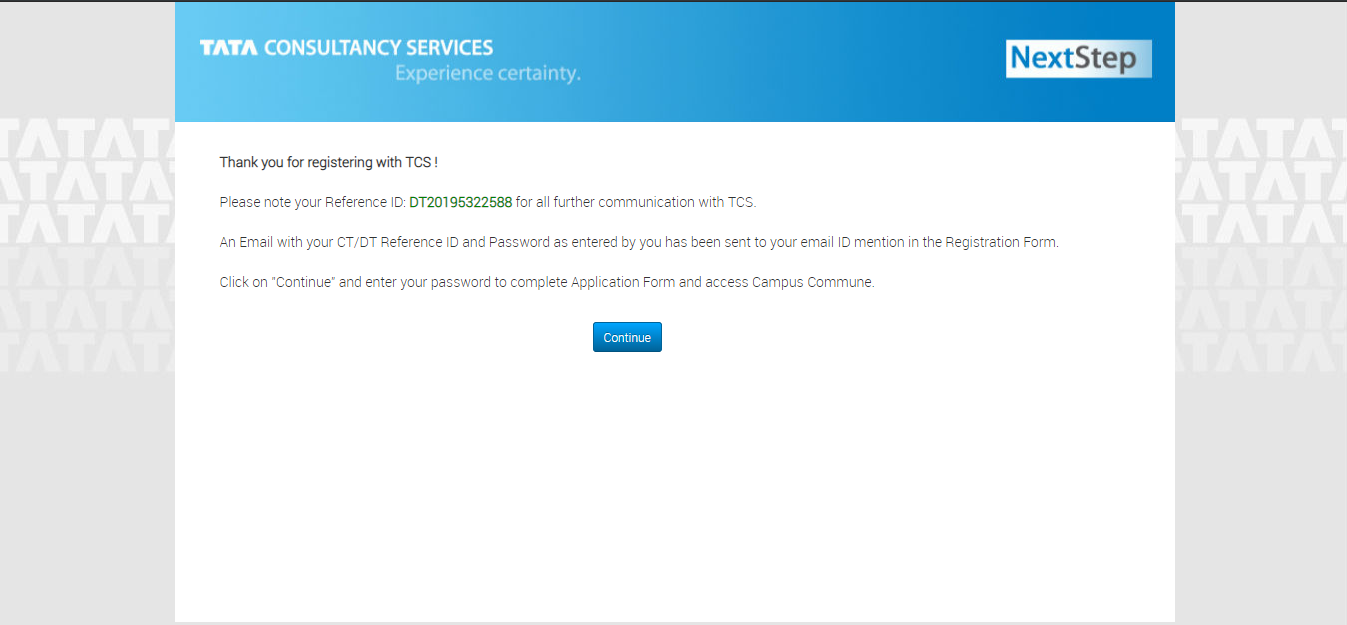 TATA CONSULTANCY SERVICES
Experience certainty.
NextStep
Thank you for registering with TCS !
Please note your Reference ID: DT20195322588 for all further communication with TCS.
An Email with your CT/DT Reference ID and Password as entered by you has been sent to your email ID mention in the Registration Form.
Click on "Continue" and enter your password to complete Application Form and access Campus Commune.
Continue